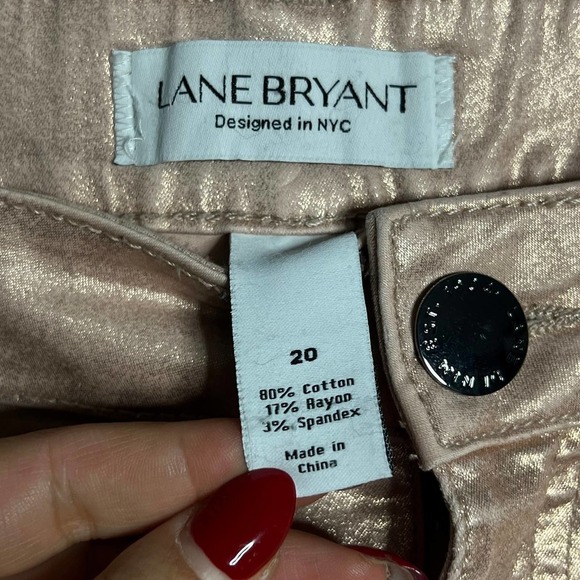 LANE BRYANT
Designed in NYC
20
80% Cotton
17% Rayon
3% Spandex
Made in
China